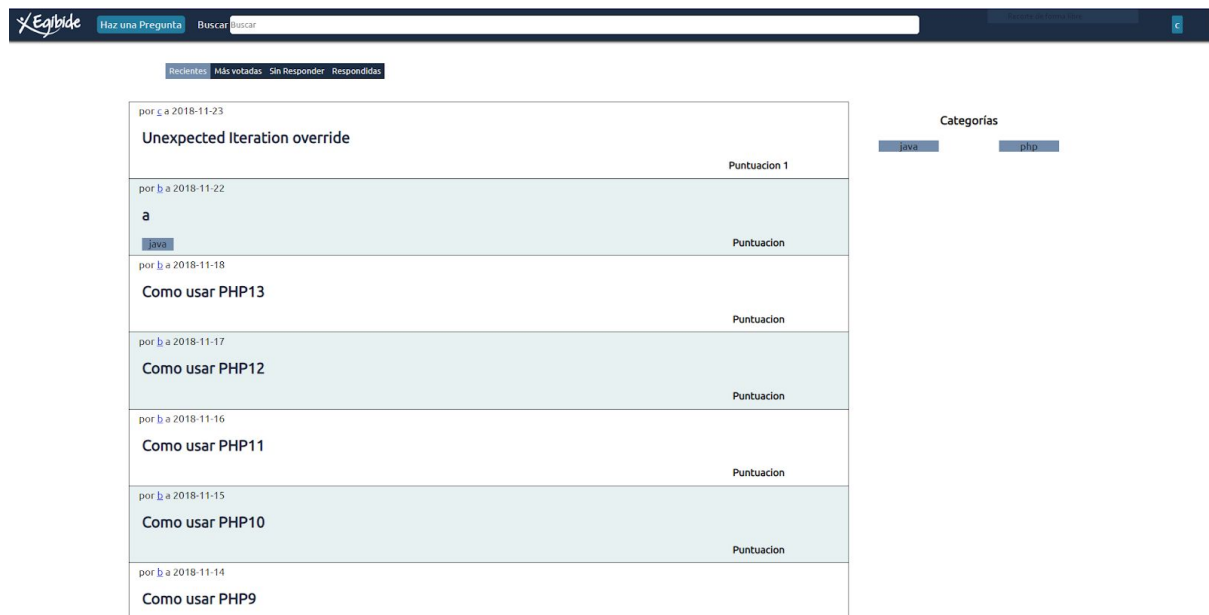 Egibide Haz una Pregunta Buscar Buscar c
Recientes Más votadas Sin Responder Respondidas
por c a 2018-11-23
Unexpected Iteration override
Puntuacion 1
por b a 2018-11-22
a
java
Puntuacion
por b a 2018-11-18
Como usar PHP13
Puntuacion
por b a 2018-11-17
Como usar PHP12
Puntuacion
por b a 2018-11-16
Como usar PHP11
Puntuacion
por b a 2018-11-15
Como usar PHP10
Puntuacion
por b a 2018-11-14
Como usar PHP9
Categorías
java php